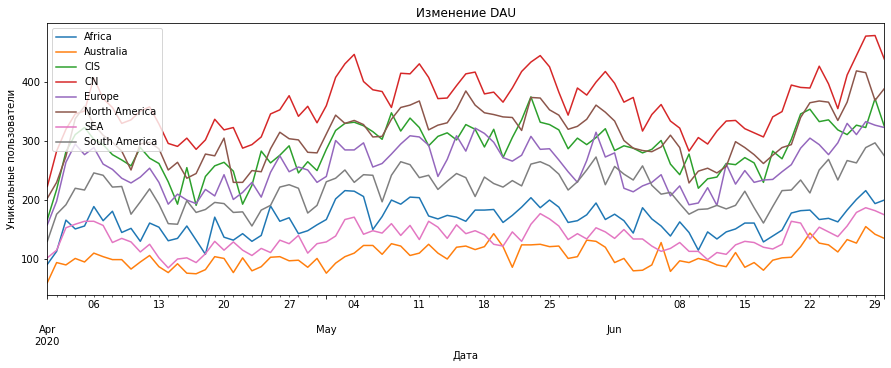 Изменение DAU
Уникальные пользователи
400
300
200
100
Africa
Australia
CIS
CN
Europe
North America
SEA
South America
06 13 20 27 04 11 18 25 08 15 22 29
Apr May Jun
2020
Дата